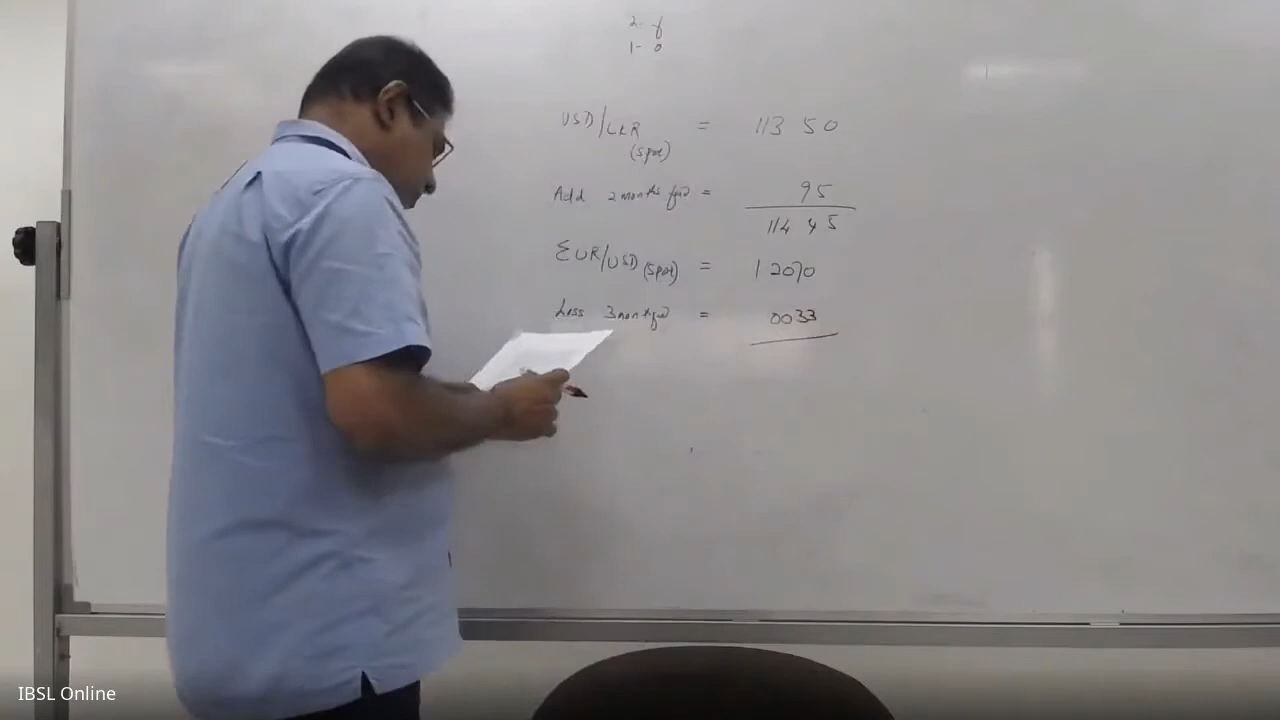 2- f
1- 0
USD/LKR (spot) = 113 50
Add 2 months fwd = 95
114 45
EUR/USD (spot) = 1 2070
Less 3 mont fwd = 0033
IBSL Online